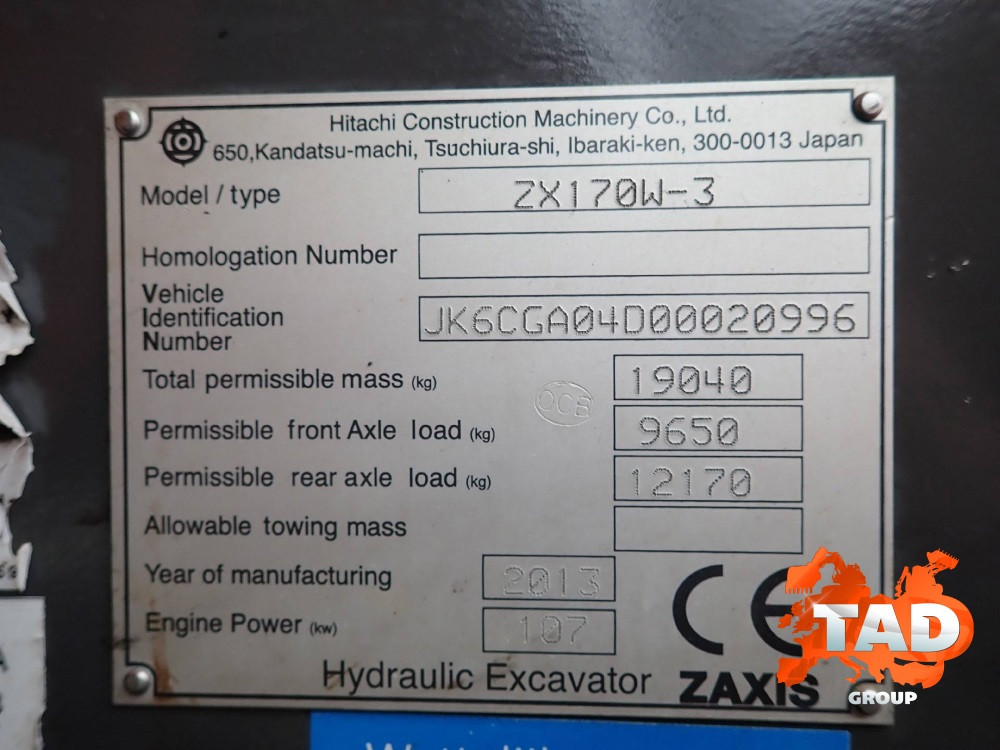 Hitachi Construction Machinery Co., Ltd.
650,Kandatsu-machi, Tsuchiura-shi, Ibaraki-ken, 300-0013 Japan
Model / type ZX170W-3
Homologation Number
Vehicle
Identification
Number JK6CGA04D00020996
Total permissible mass (kg) 19040
OCB
Permissible front Axle load (kg) 9650
Permissible rear axle load (kg) 12170
Allowable towing mass
Year of manufacturing 2013
Engine Power (kw) 107
CE
Hydraulic Excavator ZAXIS
TAD
GROUP